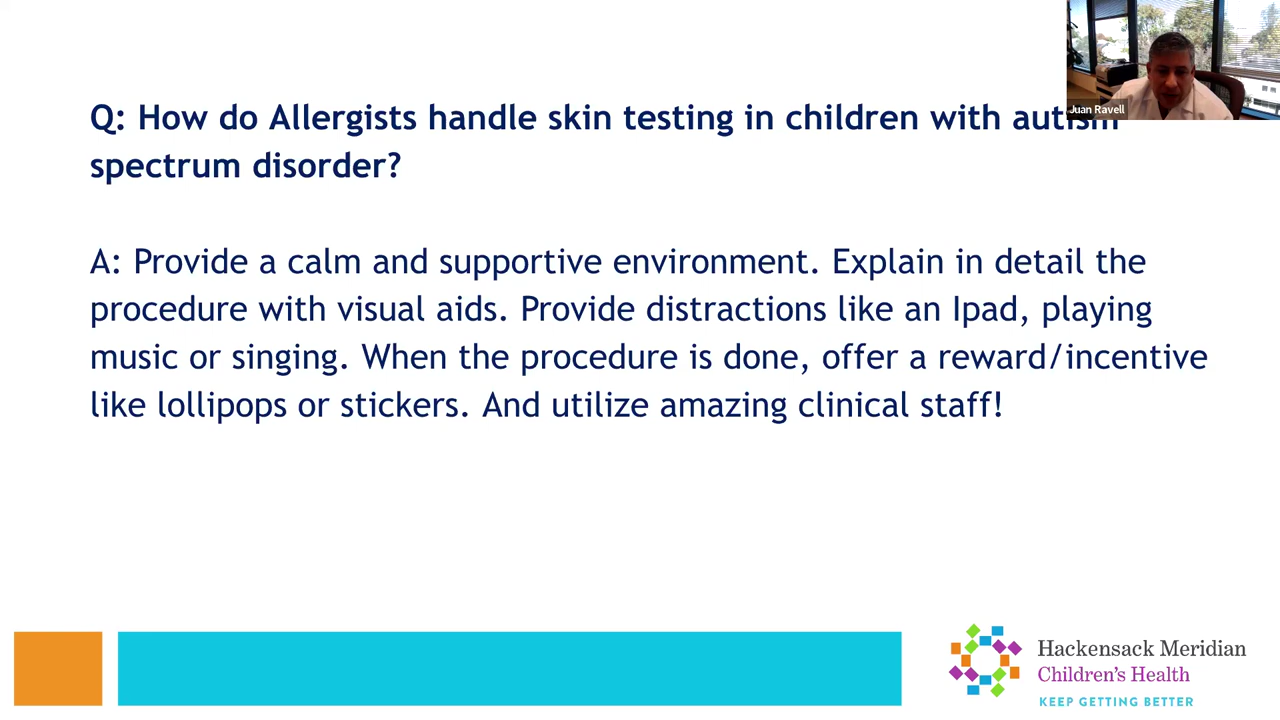 Juan Ravell
Q: How do Allergists handle skin testing in children with autism
spectrum disorder?
A: Provide a calm and supportive environment. Explain in detail the
procedure with visual aids. Provide distractions like an Ipad, playing
music or singing. When the procedure is done, offer a reward/incentive
like lollipops or stickers. And utilize amazing clinical staff!
Hackensack Meridian
Children's Health
KEEP GETTING BETTER